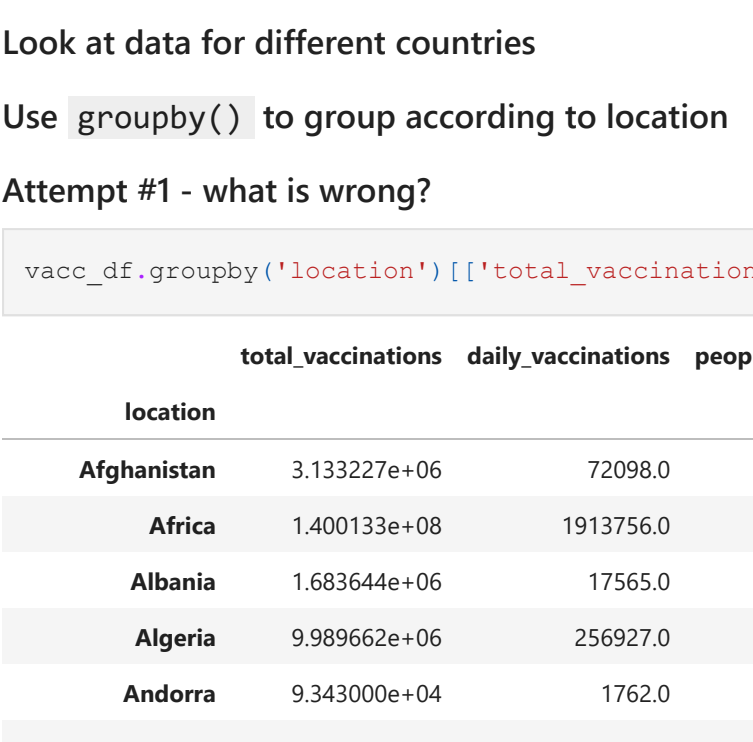 Look at data for different countries
Use groupby() to group according to location
Attempt #1 - what is wrong?
vacc_df.groupby('location')[['total_vaccination
total_vaccinations daily_vaccinations peop
location
Afghanistan 3.133227e+06 72098.0
Africa 1.400133e+08 1913756.0
Albania 1.683644e+06 17565.0
Algeria 9.989662e+06 256927.0
Andorra 9.343000e+04 1762.0